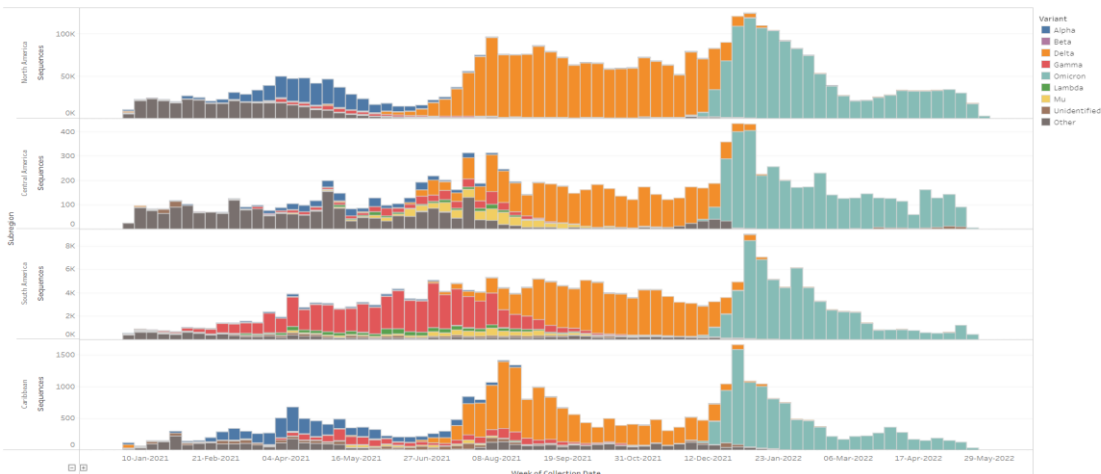 Variant
Alpha
Beta
Delta
Gamma
Omicron
Lambda
Mu
Unidentified
Other
Subregion
North America
Sequences
100K
50K
0K
Central America
Sequences
400
300
200
100
0
South America
Sequences
8K
6K
4K
2K
0K
Caribbean
Sequences
1500
1000
500
0
10-Jan-2021 21-Feb-2021 04-Apr-2021 16-May-2021 27-Jun-2021 08-Aug-2021 19-Sep-2021 31-Oct-2021 12-Dec-2021 23-Jan-2022 06-Mar-2022 17-Apr-2022 29-May-2022
Week of Collection Date